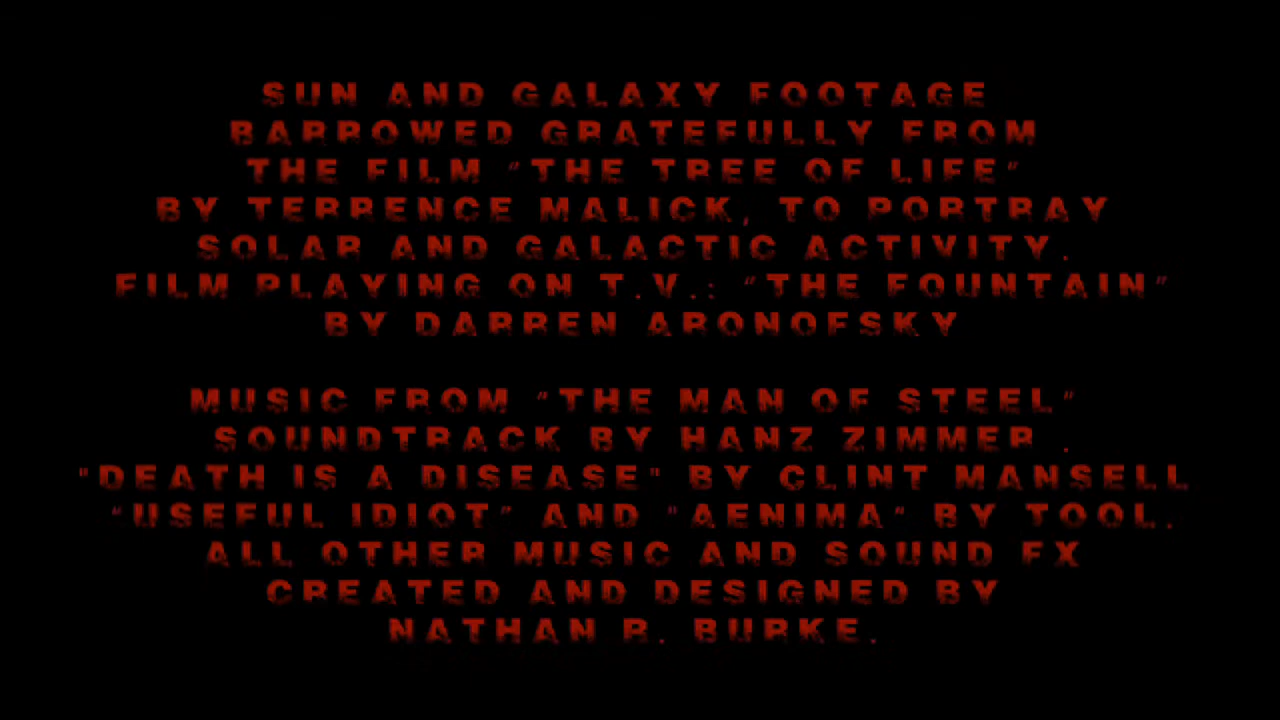 SUN AND GALAXY FOOTAGE
BARROWED GRATEFULLY FROM
THE FILM "THE TREE OF LIFE"
BY TERRENCE MALICK, TO PORTRAY
SOLAR AND GALACTIC ACTIVITY.
FILM PLAYING ON T.V.: "THE FOUNTAIN"
BY DARREN ARONOFSKY
MUSIC FROM "THE MAN OF STEEL"
SOUNDTRACK BY HANZ ZIMMER .
"DEATH IS A DISEASE" BY CLINT MANSELL
"USEFUL IDIOT" AND "AENIMA" BY TOOL.
ALL OTHER MUSIC AND SOUND FX
CREATED AND DESIGNED BY
NATHAN R. BURKE.